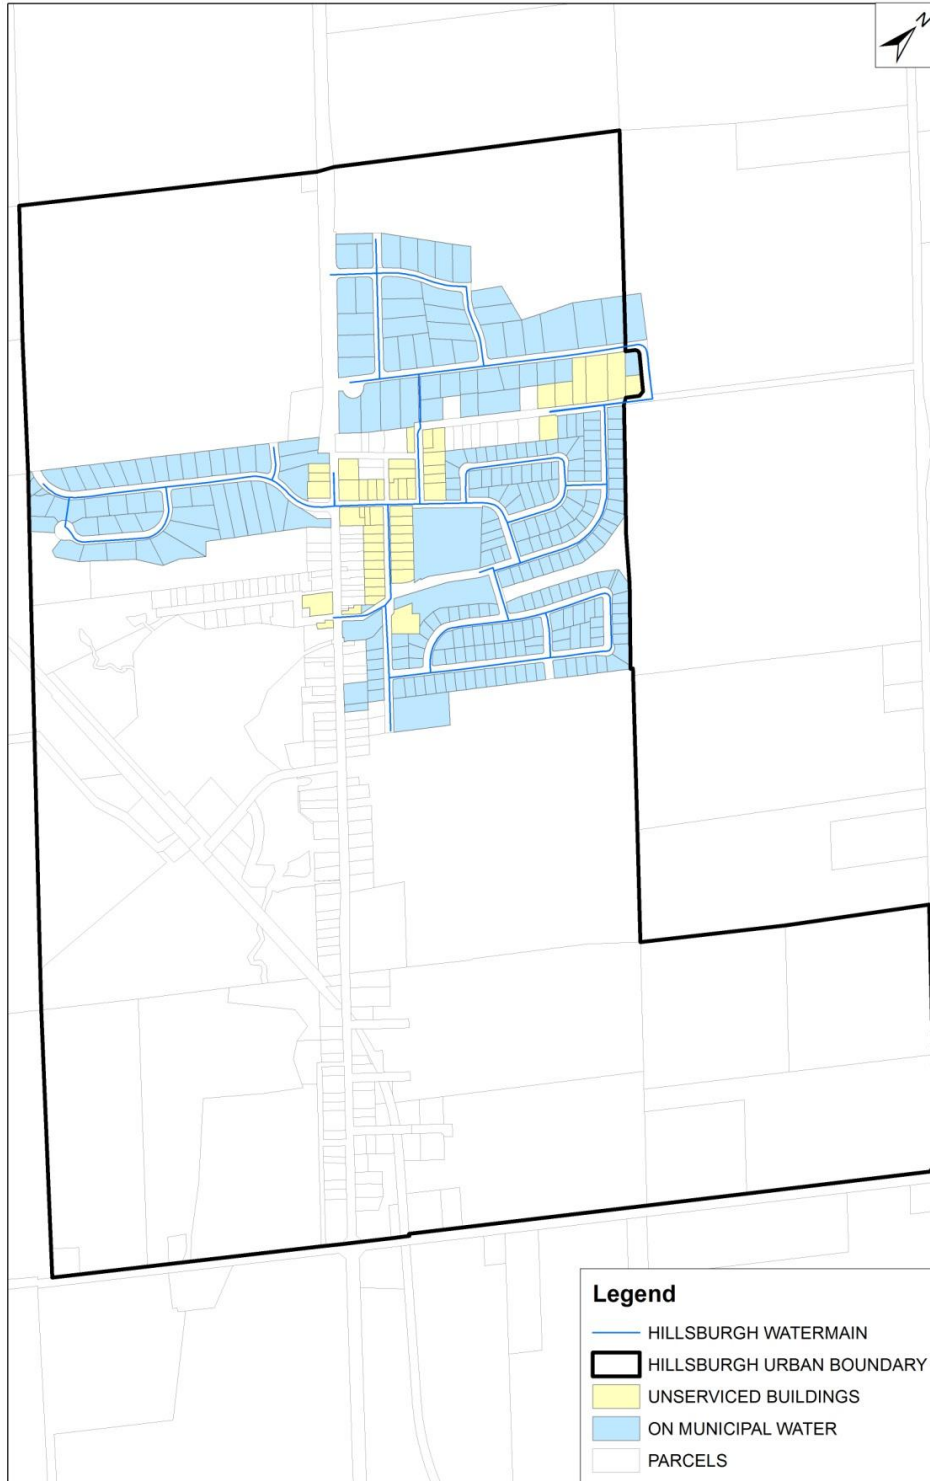 N
Legend
HILLSBURGH WATERMAIN
HILLSBURGH URBAN BOUNDARY
UNSERVICED BUILDINGS
ON MUNICIPAL WATER
PARCELS